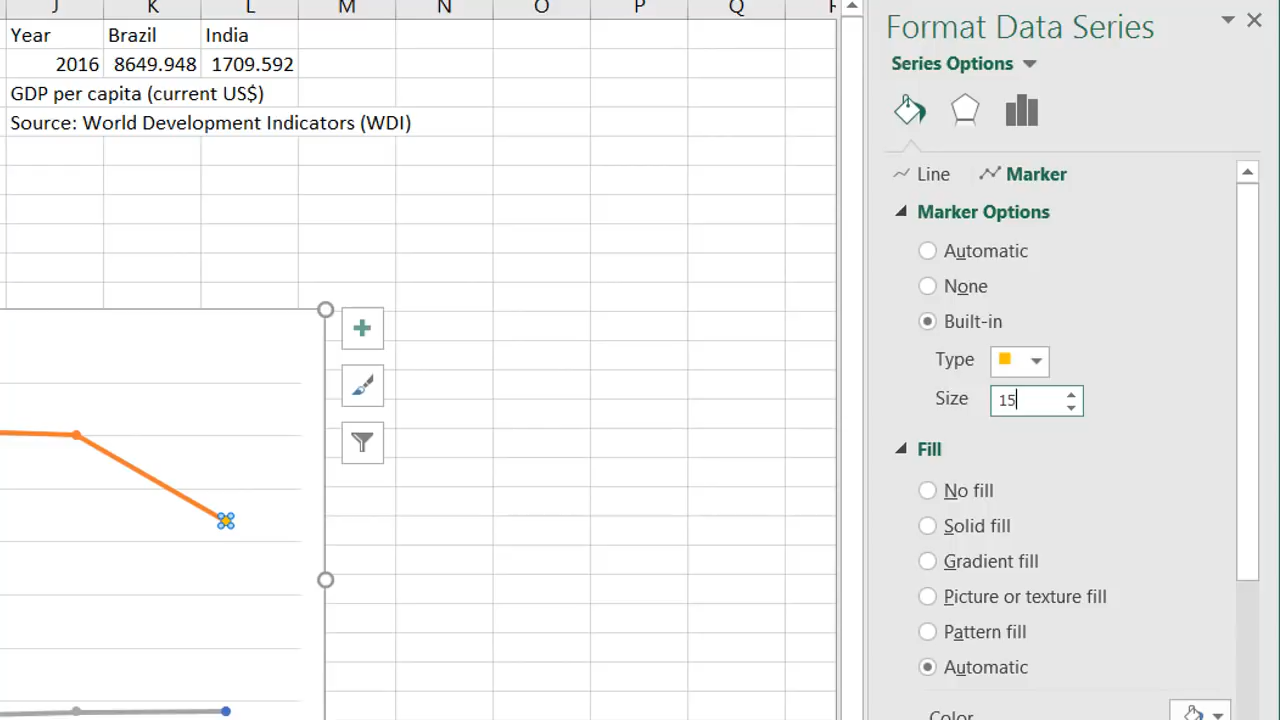 J K L M N O P Q
Year Brazil India
2016 8649.948 1709.592
GDP per capita (current US$)
Source: World Development Indicators (WDI)
Format Data Series
Series Options
Line Marker
Marker Options
Automatic
None
Built-in
Type
Size 15
Fill
No fill
Solid fill
Gradient fill
Picture or texture fill
Pattern fill
Automatic
Color